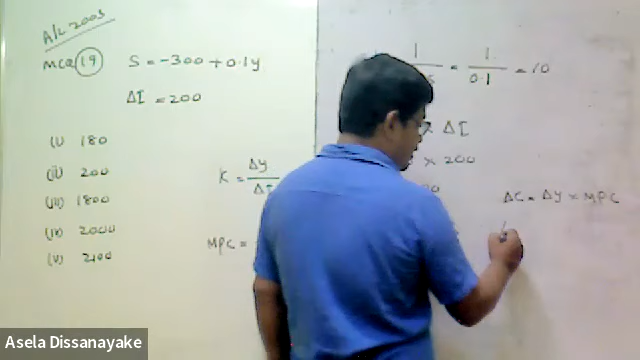 A/L 2003
MCQ 19 S = -300 + 0.1y
ΔI = 200
(i) 180
(ii) 200
(iii) 1800
(iv) 2000
(v) 2100
K = Δy / ΔI
MPC =
1 / = 1 / 0.1 = 10
× ΔI
× 200
ΔC = Δy × MPC
Asela Dissanayake